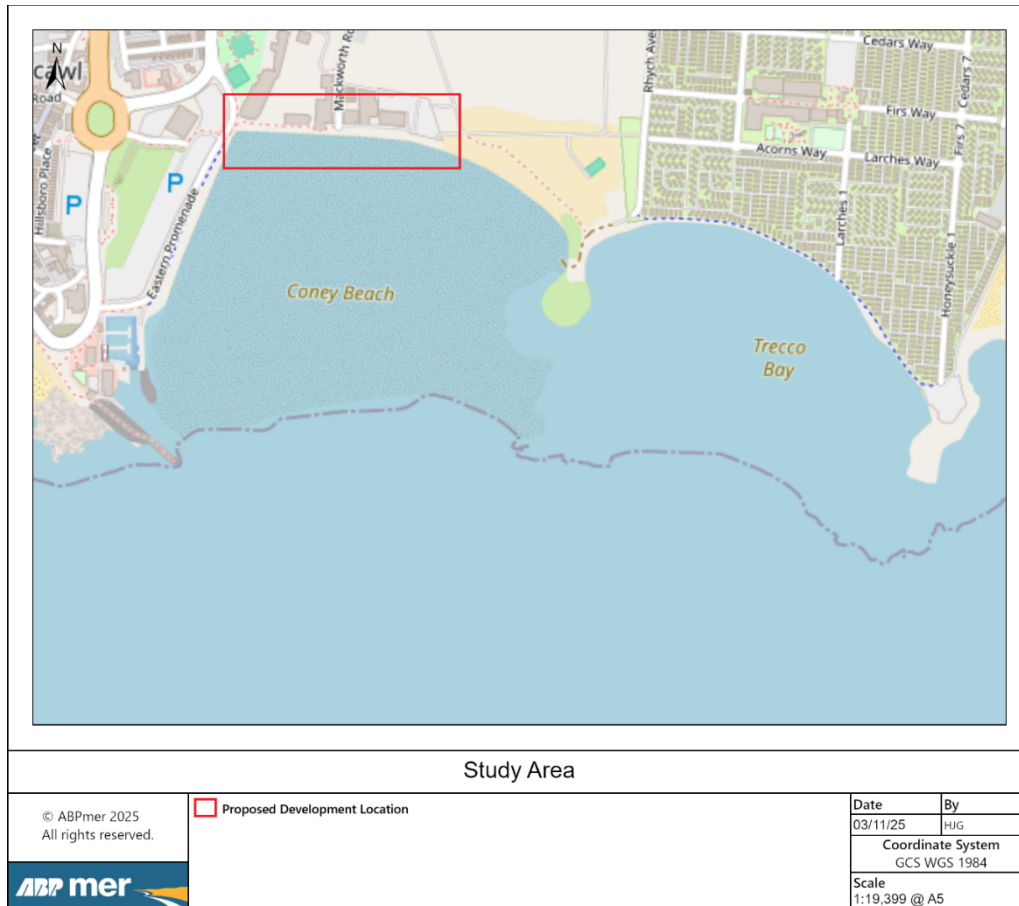 N
cawl
Road
Hillsboro Place
P
P
Eastern Promenade
Mackworth Ro
Rhych Ave
Cedars Way
Cedars 7
Firs Way
Firs 7
Acorns Way
Larches Way
Larches 1
Honeysuckle 1
Coney Beach
Trecco
Bay
Study Area
© ABPmer 2025
All rights reserved.
Proposed Development Location
Date
By
03/11/25
HJG
Coordinate System
GCS WGS 1984
Scale
1:19,399 @ A5
ABP mer